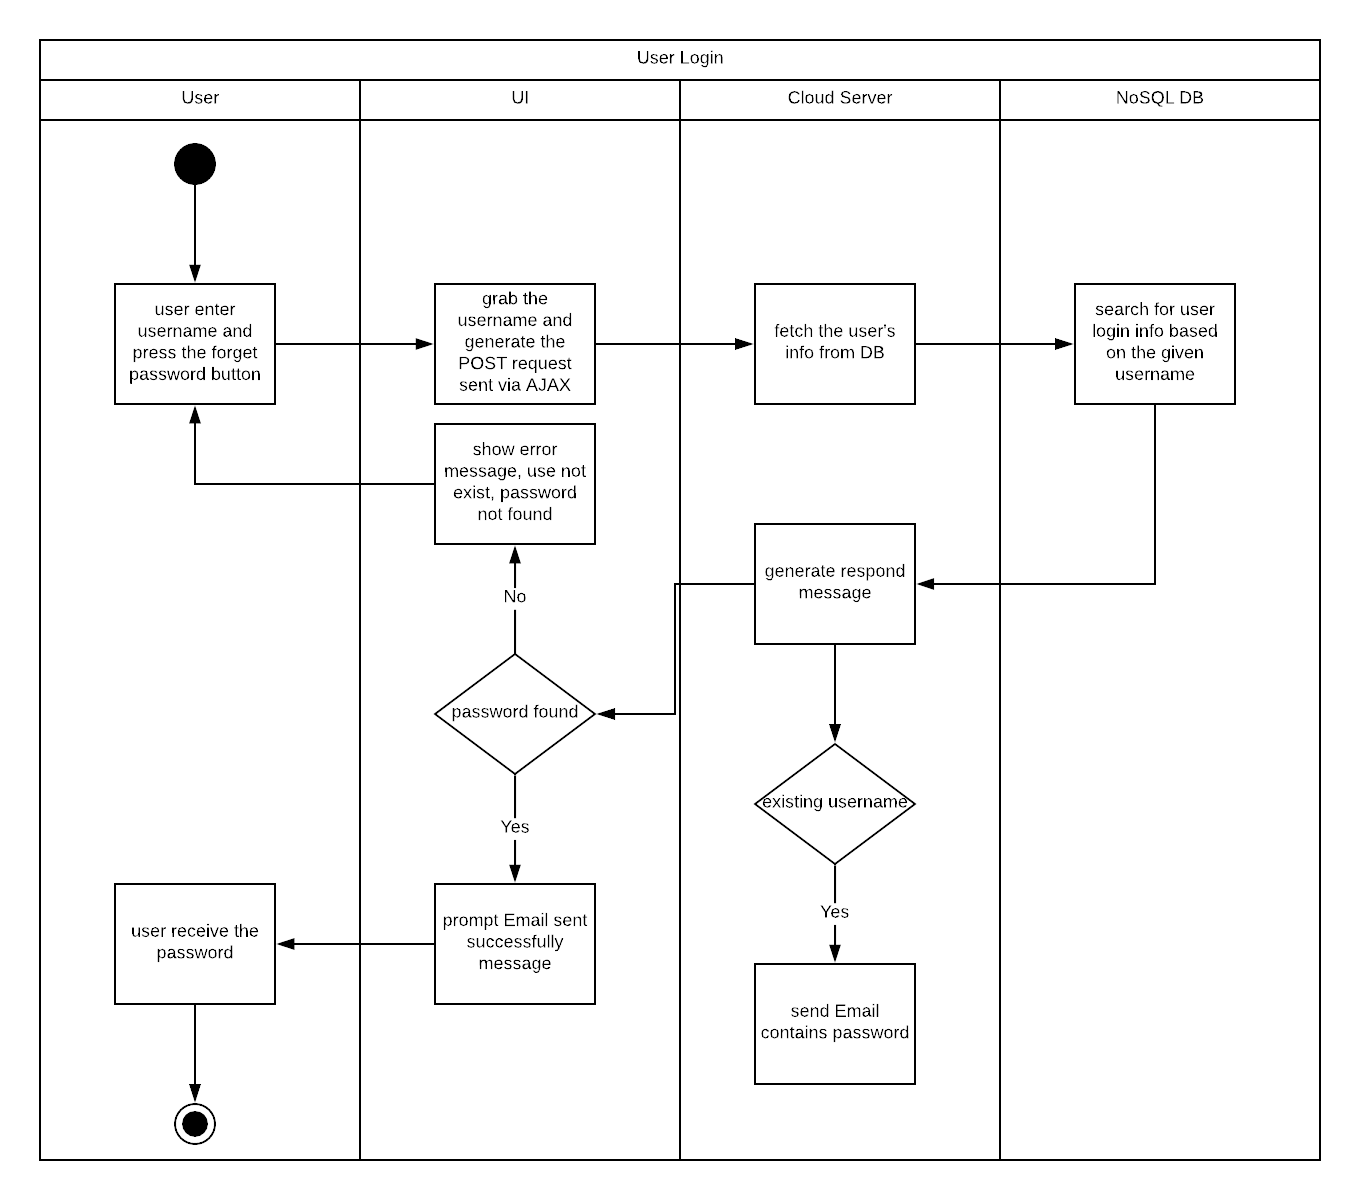 User Login
User
UI
Cloud Server
NoSQL DB
user enter
username and
press the forget
password button
grab the
username and
generate the
POST request
sent via AJAX
fetch the user's
info from DB
search for user
login info based
on the given
username
show error
message, use not
exist, password
not found
generate respond
message
No
password found
existing username
Yes
Yes
user receive the
password
prompt Email sent
successfully
message
send Email
contains password